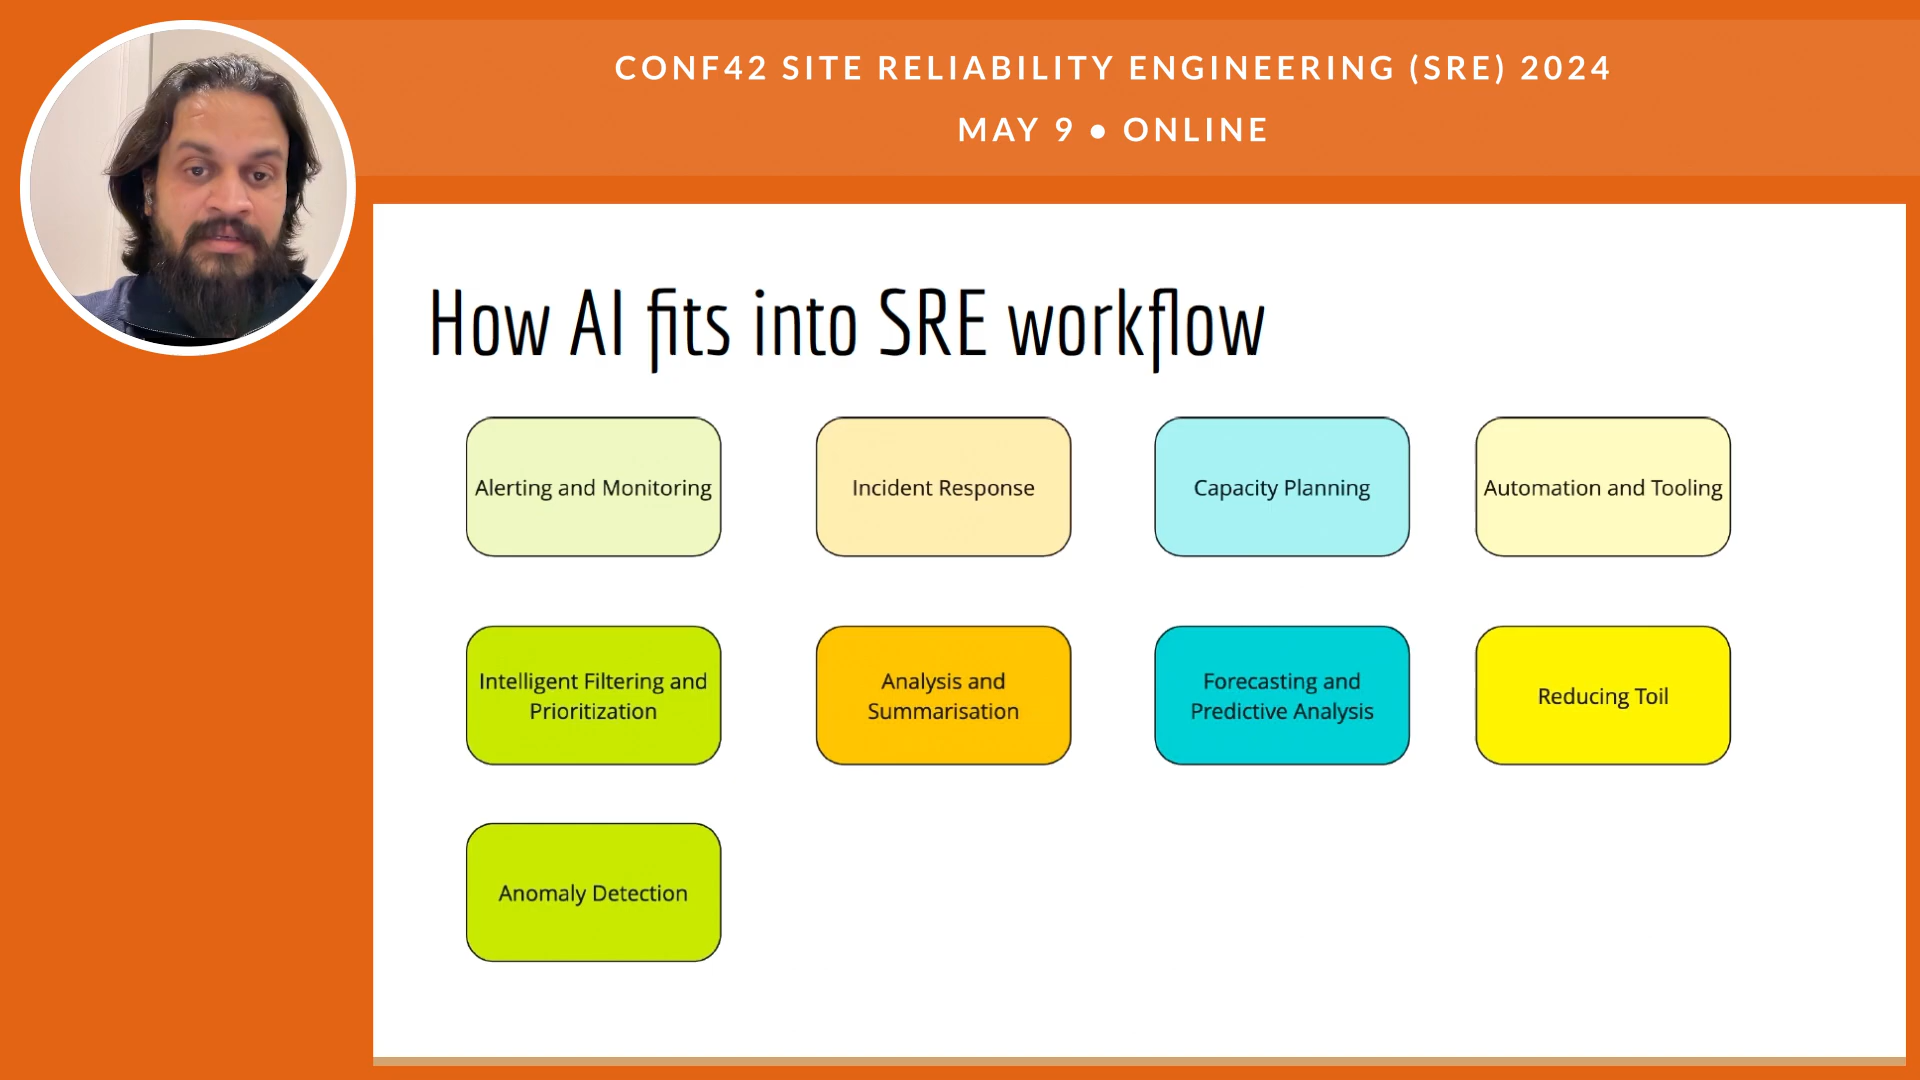 CONF42 SITE RELIABILITY ENGINEERING (SRE) 2024
MAY 9 ● ONLINE
How AI fits into SRE workflow
Alerting and Monitoring
Incident Response
Capacity Planning
Automation and Tooling
Intelligent Filtering and
Prioritization
Analysis and
Summarisation
Forecasting and
Predictive Analysis
Reducing Toil
Anomaly Detection